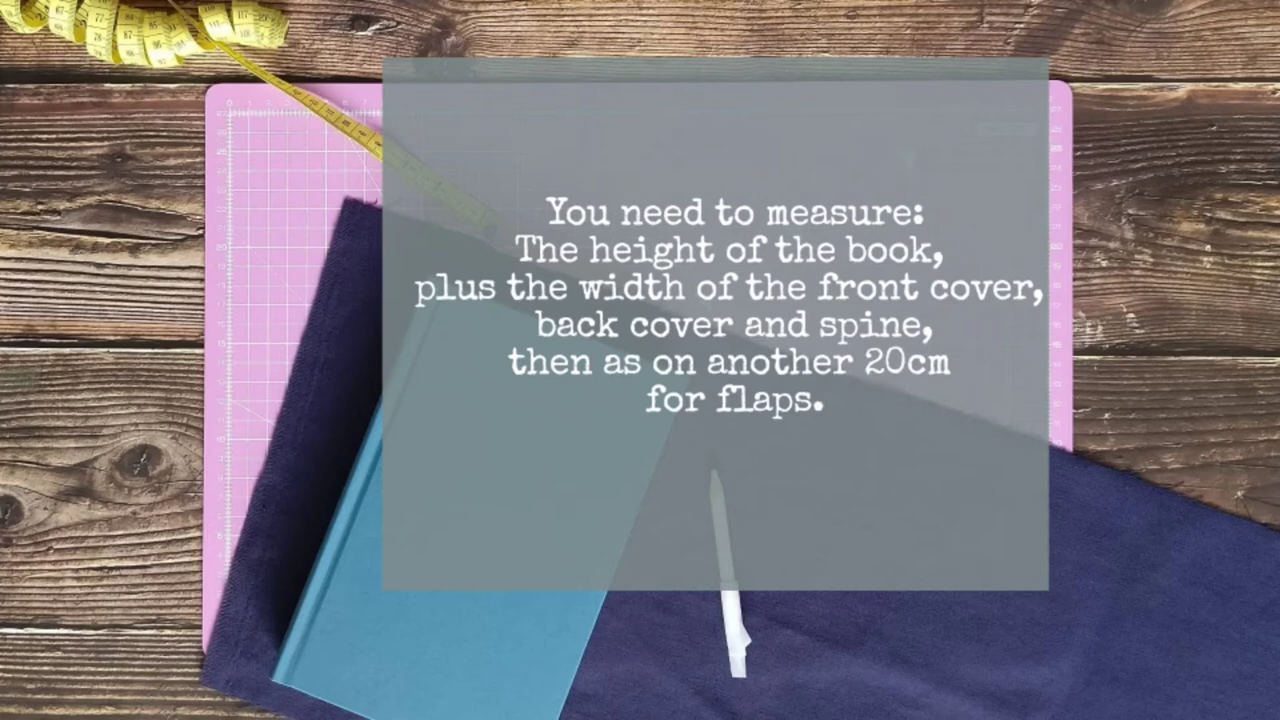 You need to measure:
The height of the book,
plus the width of the front cover,
back cover and spine,
then as on another 20cm
for flaps.